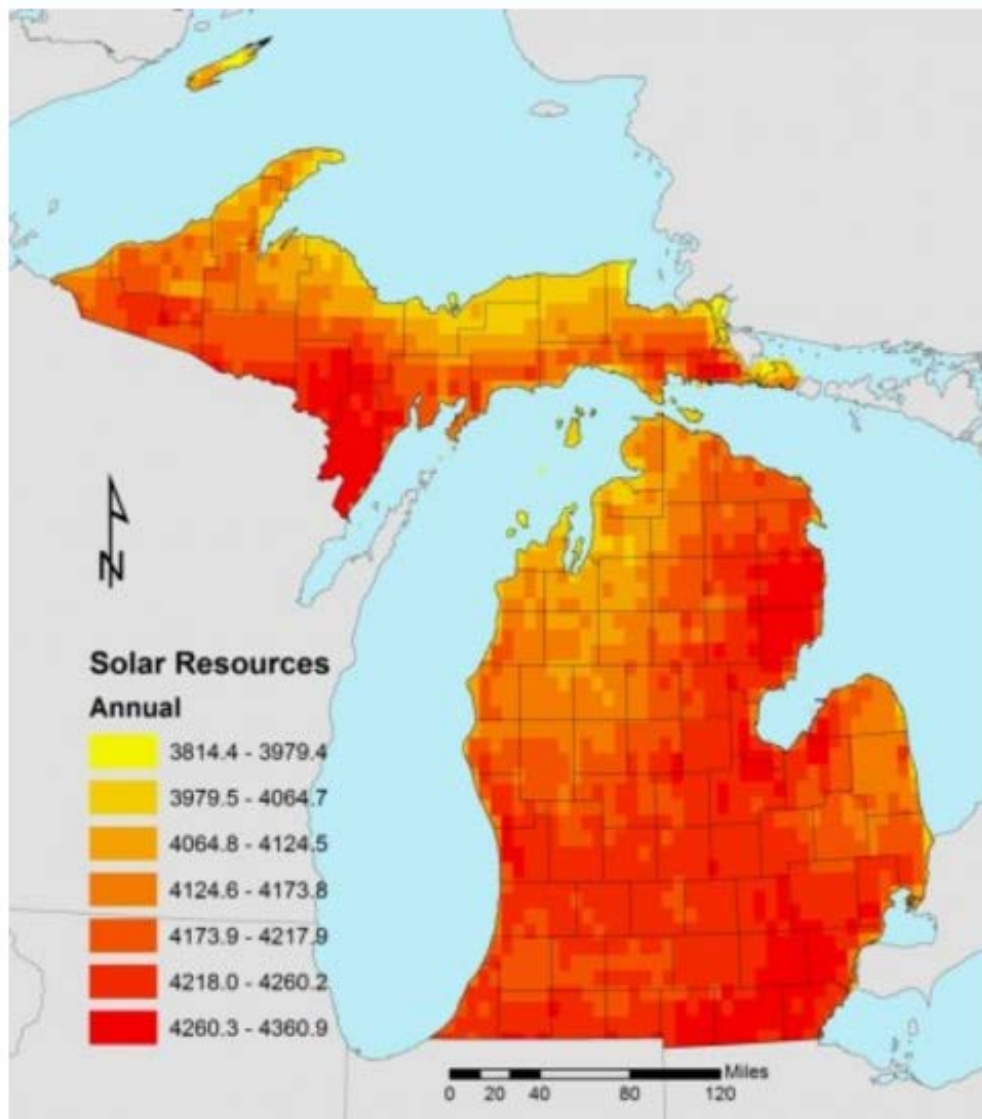 N
Solar Resources
Annual
3814.4 - 3979.4
3979.5 - 4064.7
4064.8 - 4124.5
4124.6 - 4173.8
4173.9 - 4217.9
4218.0 - 4260.2
4260.3 - 4360.9
Miles
0 20 40 80 120